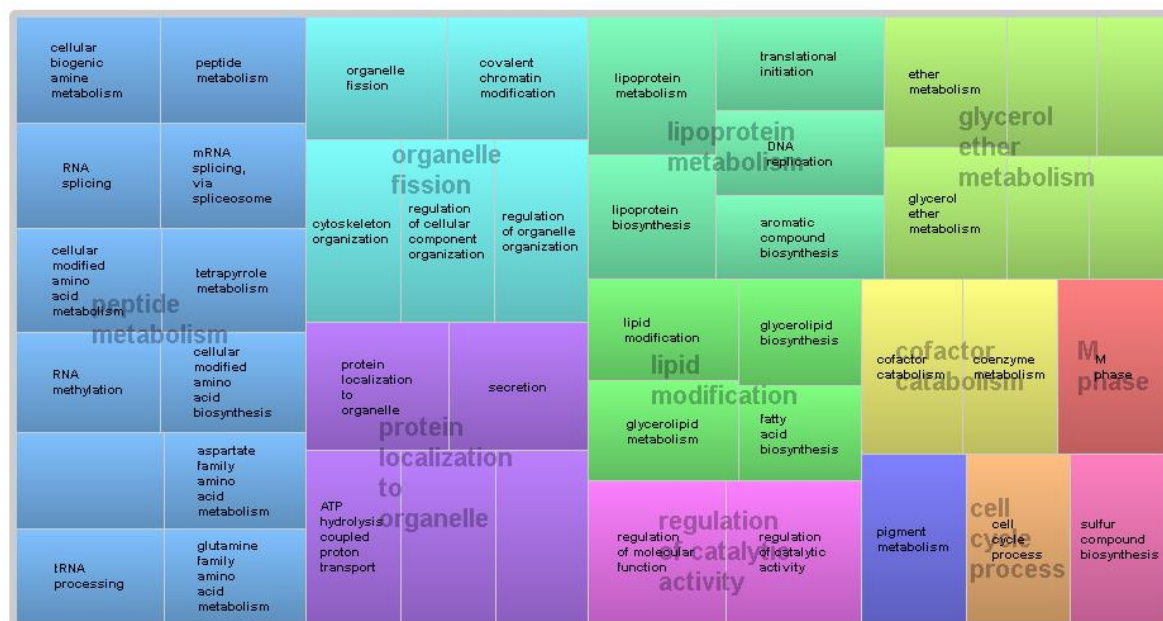 cellular
biogenic
amine
metabolism
peptide
metabolism
RNA
splicing
mRNA
splicing,
via
spliceosome
cellular
modified
amino
acid
metabolism
tetrapyrrole
metabolism
peptide
metabolism
RNA
methylation
cellular
modified
amino
acid
biosynthesis
aspartate
family
amino
acid
metabolism
tRNA
processing
glutamine
family
amino
acid
metabolism
organelle
fission
covalent
chromatin
modification
organelle
fission
cytoskeleton
organization
regulation
of cellular
component
organization
regulation
of organelle
organization
protein
localization
to
organelle
secretion
protein
localization
to
organelle
ATP
hydrolysis
coupled
proton
transport
lipoprotein
metabolism
translational
initiation
lipoprotein
metabolism
DNA
replication
lipoprotein
biosynthesis
aromatic
compound
biosynthesis
lipid
modification
glycerolipid
biosynthesis
lipid
modification
glycerolipid
metabolism
fatty
acid
biosynthesis
regulation
of catalytic
activity
regulation
of molecular
function
regulation
of catalytic
activity
ether
metabolism
glycerol
ether
metabolism
glycerol
ether
metabolism
cofactor
catabolism
cofactor
catabolism
coenzyme
metabolism
M
phase
M
phase
pigment
metabolism
cell
cycle
process
cell
cycle
process
sulfur
compound
biosynthesis